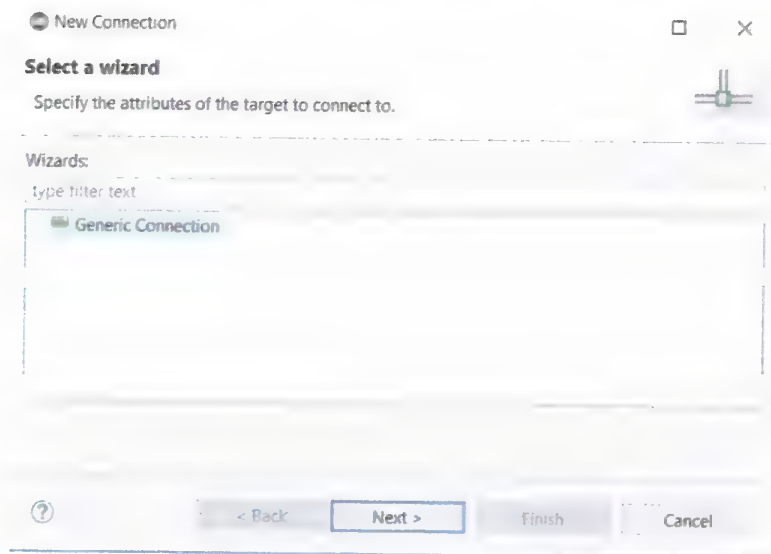 New Connection
Select a wizard
Specify the attributes of the target to connect to.
Wizards:
type filter text
Generic Connection
< Back Next > Finish Cancel